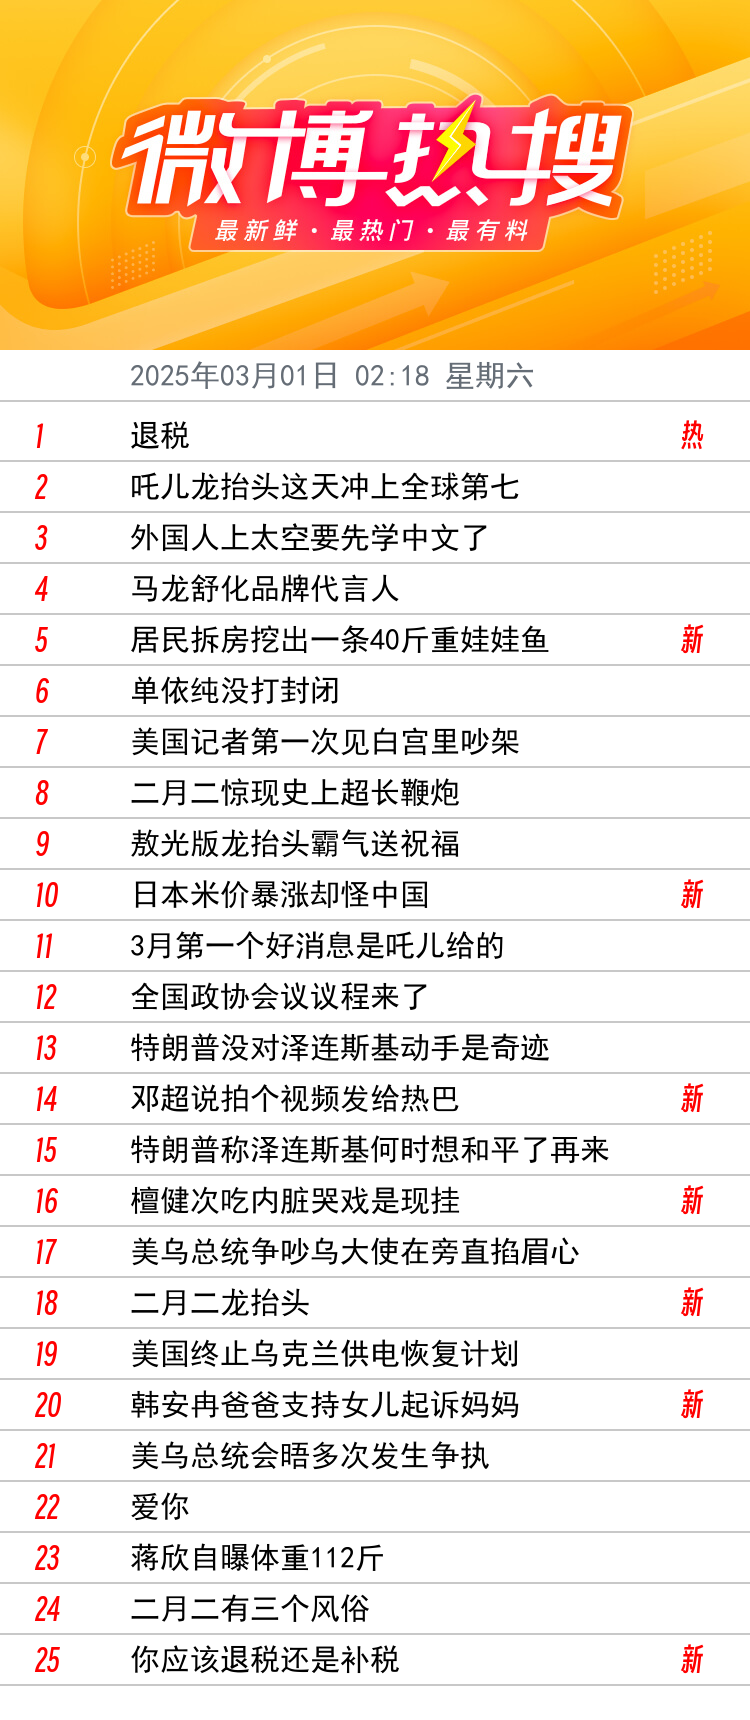 微博热搜
最新鲜·最热门·最有料
2025年03月01日 02:18 星期六
1 退税 热
2 吒儿龙抬头这天冲上全球第七
3 外国人上太空要先学中文了
4 马龙舒化品牌代言人
5 居民拆房挖出一条40斤重娃娃鱼 新
6 单依纯没打封闭
7 美国记者第一次见白宫里吵架
8 二月二惊现史上超长鞭炮
9 敖光版龙抬头霸气送祝福
10 日本米价暴涨却怪中国 新
11 3月第一个好消息是吒儿给的
12 全国政协会议议程来了
13 特朗普没对泽连斯基动手是奇迹
14 邓超说拍个视频发给热巴 新
15 特朗普称泽连斯基何时想和平了再来
16 檀健次吃内脏哭戏是现挂 新
17 美乌总统争吵乌大使在旁直掐眉心
18 二月二龙抬头 新
19 美国终止乌克兰供电恢复计划
20 韩安冉爸爸支持女儿起诉妈妈 新
21 美乌总统会晤多次发生争执
22 爱你
23 蒋欣自曝体重112斤
24 二月二有三个风俗
25 你应该退税还是补税 新